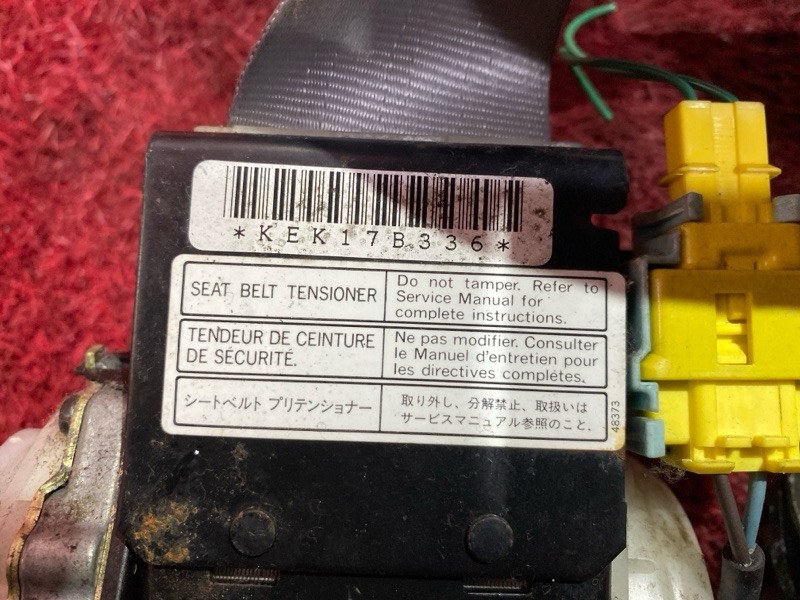 *KEK17B336*
SEAT BELT TENSIONER
Do not tamper. Refer to
Service Manual for
complete instructions.
TENDEUR DE CEINTURE
DE SÉCURITÉ.
Ne pas modifier. Consulter
le Manuel d'entretien pour
les directives complétes.
シートベルト プリテンショナー
取り外し、分解禁止、取扱いは
サービスマニュアル参照のこと、
48373